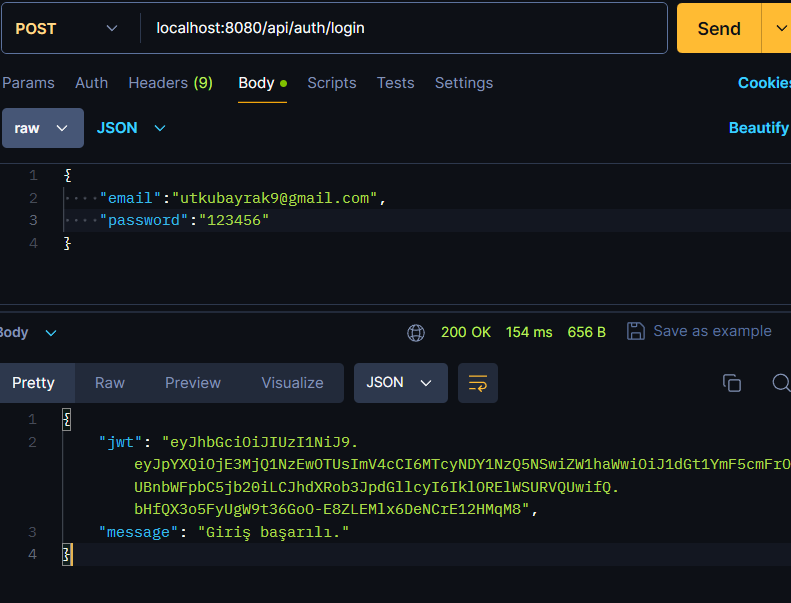 POST localhost:8080/api/auth/login Send
Params Auth Headers (9) Body Scripts Tests Settings Cookies
raw JSON Beautify
1 {
2 "email":"utkubayrak9@gmail.com",
3 "password":"123456"
4 }
Body 200 OK 154 ms 656 B Save as example
Pretty Raw Preview Visualize JSON
1 {
2 "jwt": "eyJhbGciOiJIUzI1NiJ9.
eyJpYXQiOjE3MjQ1NzEwOTUsImV4cCI6MTcyNDY1NzQ5NSwiZW1haWwiOiJ1dGt1YmF5cmFrO
UBnbWFpbC5jb20iLCJhdXRob3JpdGllcyI6IklORElWSURVQUwifQ.
bHfQX3o5FyUgW9t36GoO-E8ZLEMlx6DeNCrE12HMqM8",
3 "message": "Giriş başarılı."
4 }